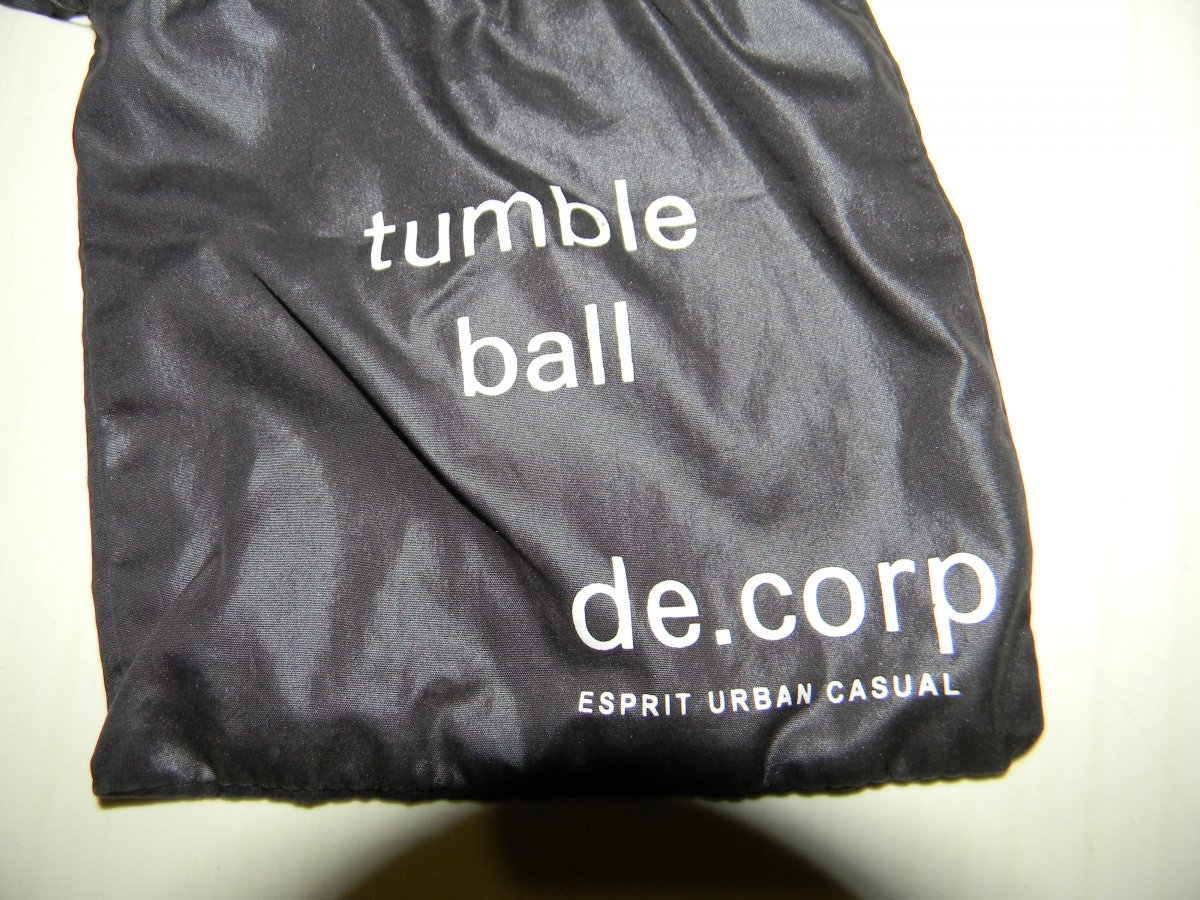 tumble
ball
de.corp
ESPRIT URBAN CASUAL